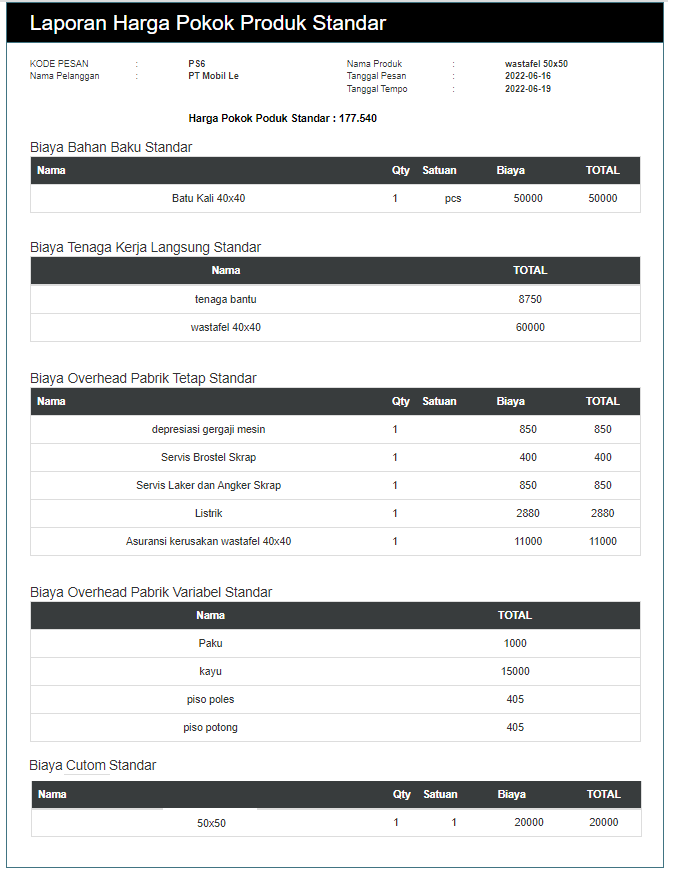 Laporan Harga Pokok Produk Standar
KODE PESAN : PS6 Nama Produk : wastafel 50x50
Nama Pelanggan : PT Mobil Le Tanggal Pesan : 2022-06-16
Tanggal Tempo : 2022-06-19
Harga Pokok Poduk Standar : 177.540
Biaya Bahan Baku Standar
Nama Qty Satuan Biaya TOTAL
Batu Kali 40x40 1 pcs 50000 50000
Biaya Tenaga Kerja Langsung Standar
Nama TOTAL
tenaga bantu 8750
wastafel 40x40 60000
Biaya Overhead Pabrik Tetap Standar
Nama Qty Satuan Biaya TOTAL
depresiasi gergaji mesin 1 850 850
Servis Brostel Skrap 1 400 400
Servis Laker dan Angker Skrap 1 850 850
Listrik 1 2880 2880
Asuransi kerusakan wastafel 40x40 1 11000 11000
Biaya Overhead Pabrik Variabel Standar
Nama TOTAL
Paku 1000
kayu 15000
piso poles 405
piso potong 405
Biaya Cutom Standar
Nama Qty Satuan Biaya TOTAL
50x50 1 1 20000 20000